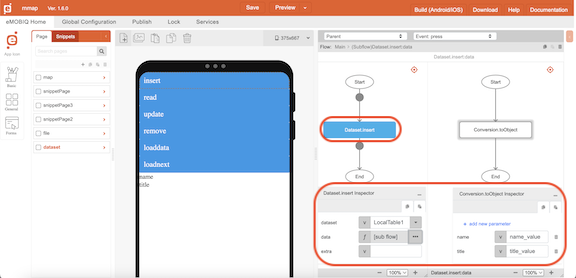 mmap Ver. 1.6.0 Save Preview Build (Android/iOS) Download Help Documentation
eMOBIQ Home Global Configuration Publish Lock Services
Page Snippets
375x667
Parent Event: press
Flow: Main > (Subflow)Dataset.insert:data
Dataset.insert:data
App Icon
Basic
General
map
snippetPage
snippetPage3
snippetPage2
file
dataset
insert
read
update
remove
loaddata
loadnext
name
title
Start
Dataset.insert
End
Start
Conversion.toObject
End
Dataset.insert Inspector
dataset v LocalTable1
data f [sub flow]
extra v
Conversion.toObject Inspector
+ add new parameter
name v name_value
title v title_value
100%
Dataset.insert:data
100%